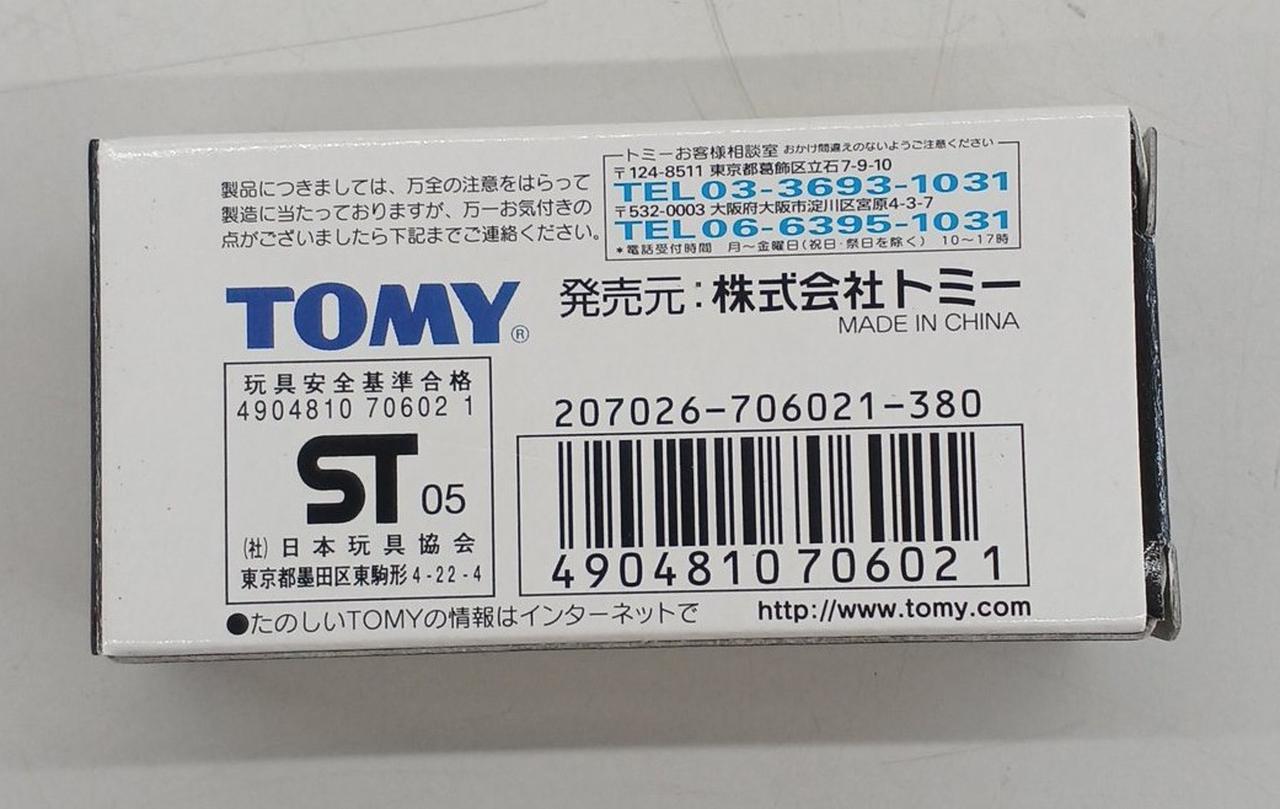 製品につきましては、万全の注意をはらって
製造に当たっておりますが、万一お気付きの
点がございましたら下記までご連絡ください。
トミーお客様相談室 おかけ間違えのないようご注意ください
〒124-8511 東京都葛飾区立石7-9-10
TEL03-3693-1031
〒532-0003 大阪府大阪市淀川区宮原4-3-7
TEL06-6395-1031
*電話受付時間 月〜金曜日(祝日・祭日を除く) 10〜17時
TOMY®
発売元:株式会社トミー
MADE IN CHINA
玩具安全基準合格
4904810 70602 1
ST 05
(社)日本玩具協会
東京都墨田区東駒形4-22-4
207026-706021-380
4904810706021
●たのしいTOMYの情報はインターネットで http://www.tomy.com